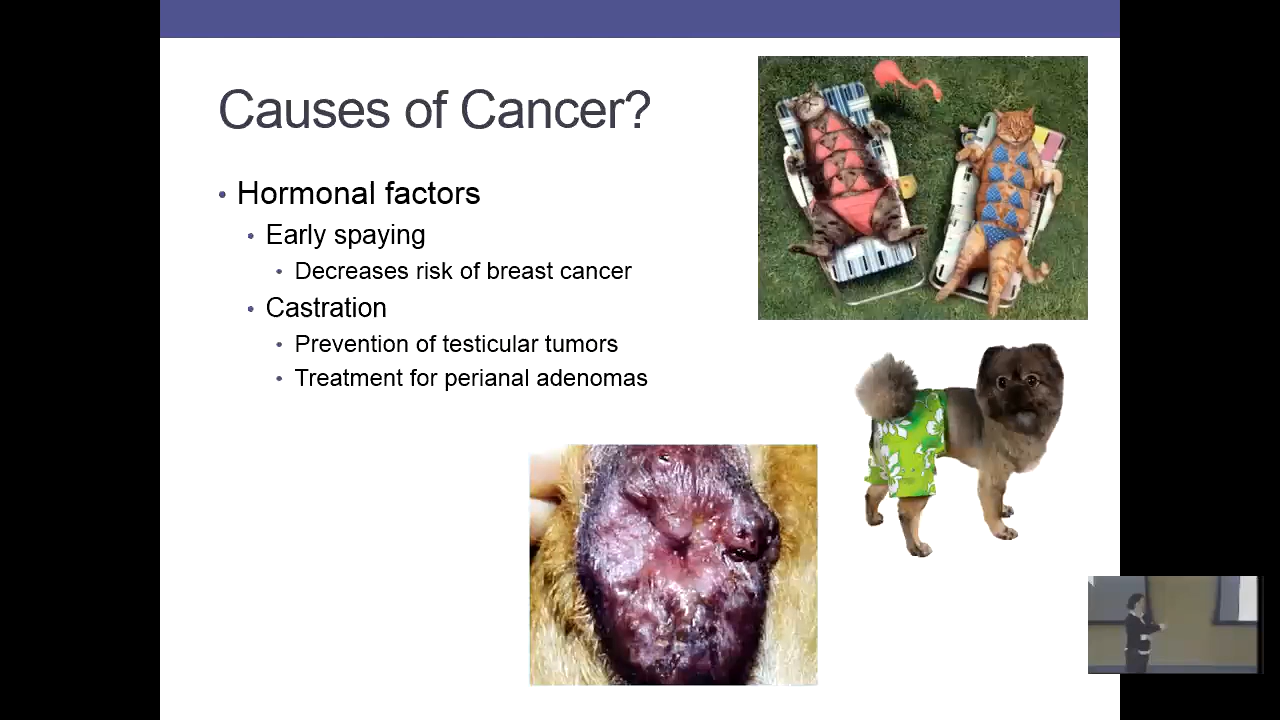 Causes of Cancer?
• Hormonal factors
• Early spaying
• Decreases risk of breast cancer
• Castration
• Prevention of testicular tumors
• Treatment for perianal adenomas